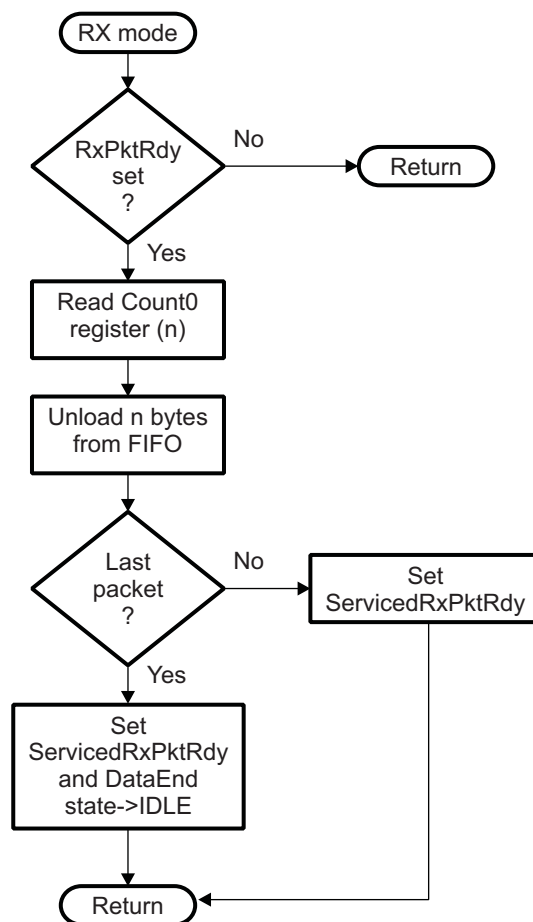 RX mode
RxPktRdy
set
?
No
Return
Yes
Read Count0
register (n)
Unload n bytes
from FIFO
Last
packet
?
No
Set
ServicedRxPktRdy
Yes
Set
ServicedRxPktRdy
and DataEnd
state->IDLE
Return